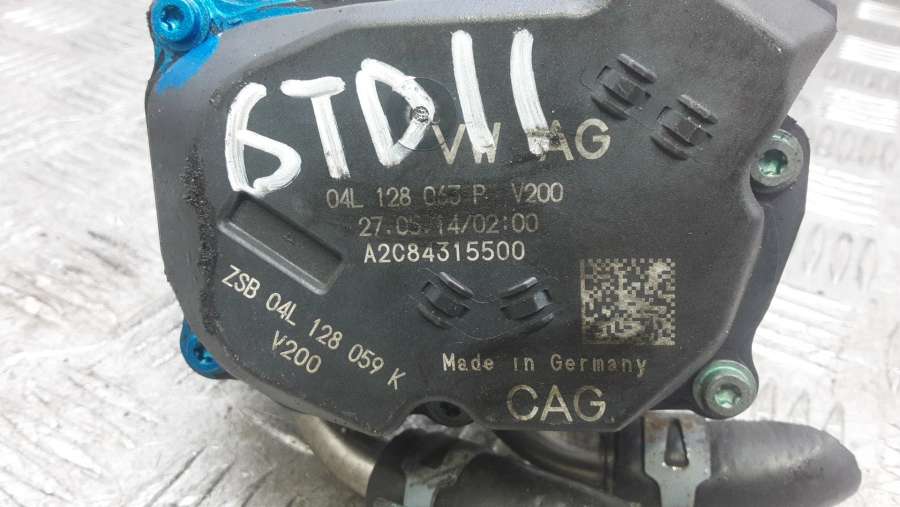 6TD11
VW AG
04L 128 063 P V200
27.05.14/02:00
A2C84315500
ZSB 04L 128 059 K
V200
Made in Germany
CAG